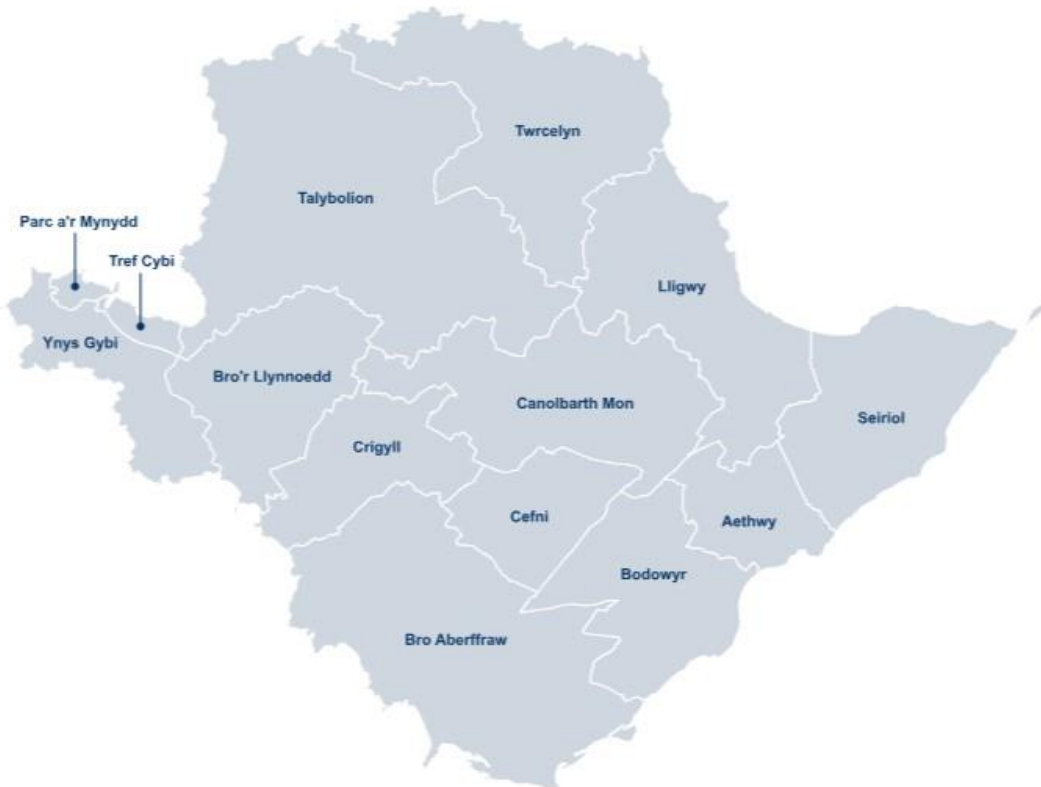 Twrcelyn
Talybolion
Parc a'r Mynydd
Tref Cybi
Lligwy
Ynys Gybi
Bro'r Llynnoedd
Canolbarth Mon
Seiriol
Crigyll
Cefni
Aethwy
Bodowyr
Bro Aberffraw